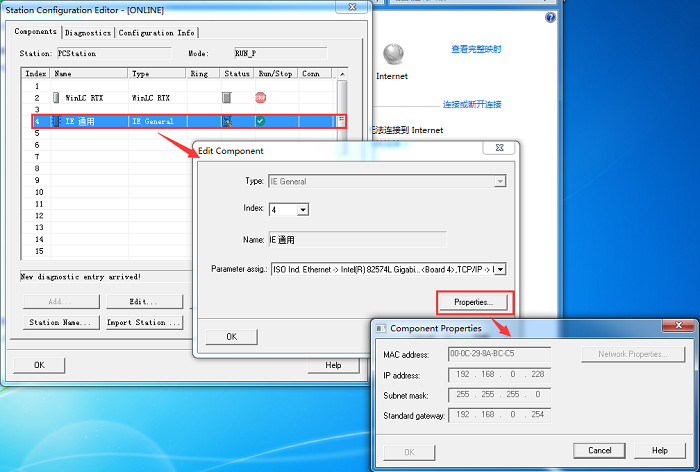 Station Configuration Editor - [ONLINE]
Components
Diagnostics
Configuration Info
Station:
PCStation
Mode:
RUN_P
Index Name Type Ring Status Run/Stop Conn
1
2 WinLC RTX WinLC RTX
3
4 IE 通用 IE General
5
6
7
8
9
10
11
12
13
14
15
New diagnostic entry arrived!
Add...
Edit...
Station Name...
Import Station ...
OK
Help
查看完整映射
Internet
连接或断开连接
法连接到 Internet
Edit Component
Type:
IE General
Index:
4
Name:
IE 通用
Parameter assig.:
ISO Ind. Ethernet -> Intel(R) 82574L Gigabi...<Board 4>,TCP/IP -> I
Properties...
OK
Component Properties
MAC address:
00-0C-29-8A-BC-C5
Network Properties...
IP address:
192 . 168 . 0 . 228
Subnet mask:
255 . 255 . 255 . 0
Standard gateway:
192 . 168 . 0 . 254
OK
Cancel
Help